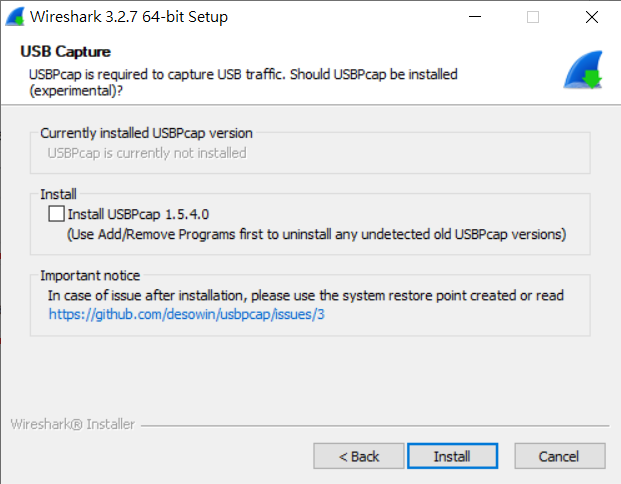 Wireshark 3.2.7 64-bit Setup
USB Capture
USBPcap is required to capture USB traffic. Should USBPcap be installed
(experimental)?
Currently installed USBPcap version
USBPcap is currently not installed
Install
Install USBPcap 1.5.4.0
(Use Add/Remove Programs first to uninstall any undetected old USBPcap versions)
Important notice
In case of issue after installation, please use the system restore point created or read
https://github.com/desowin/usbpcap/issues/3
Wireshark® Installer
< Back
Install
Cancel